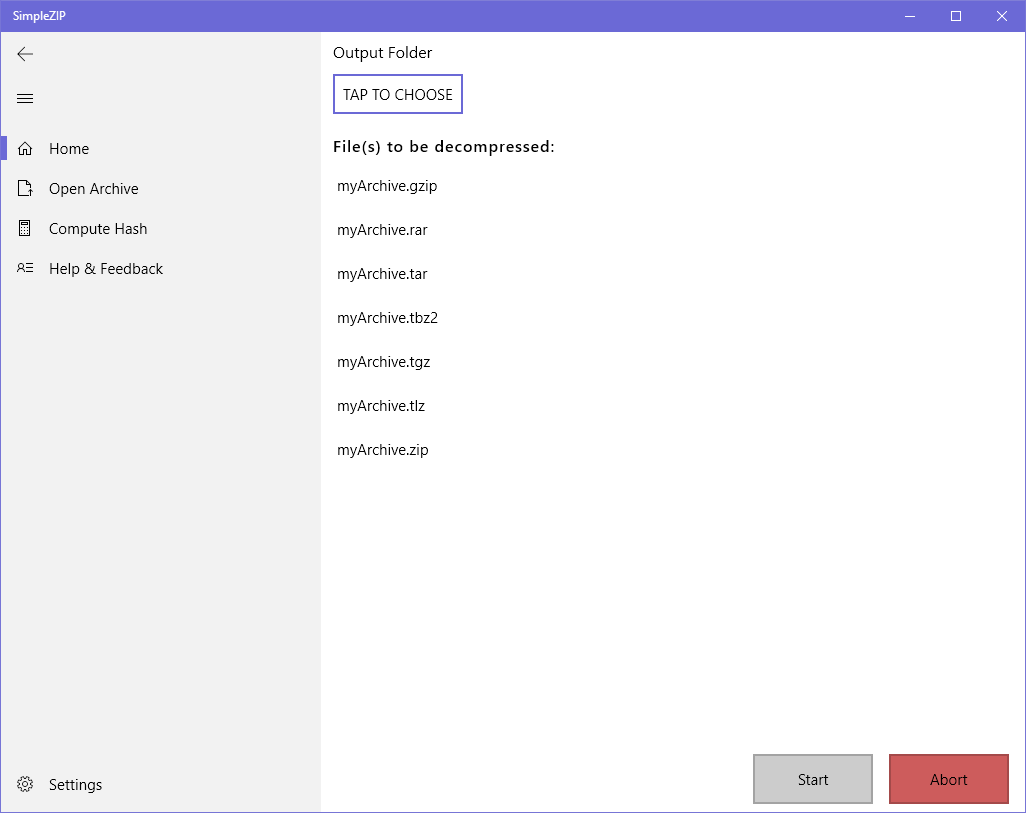 SimpleZIP
Home
Open Archive
Compute Hash
Help & Feedback
Settings
Output Folder
TAP TO CHOOSE
File(s) to be decompressed:
myArchive.gzip
myArchive.rar
myArchive.tar
myArchive.tbz2
myArchive.tgz
myArchive.tlz
myArchive.zip
Start
Abort